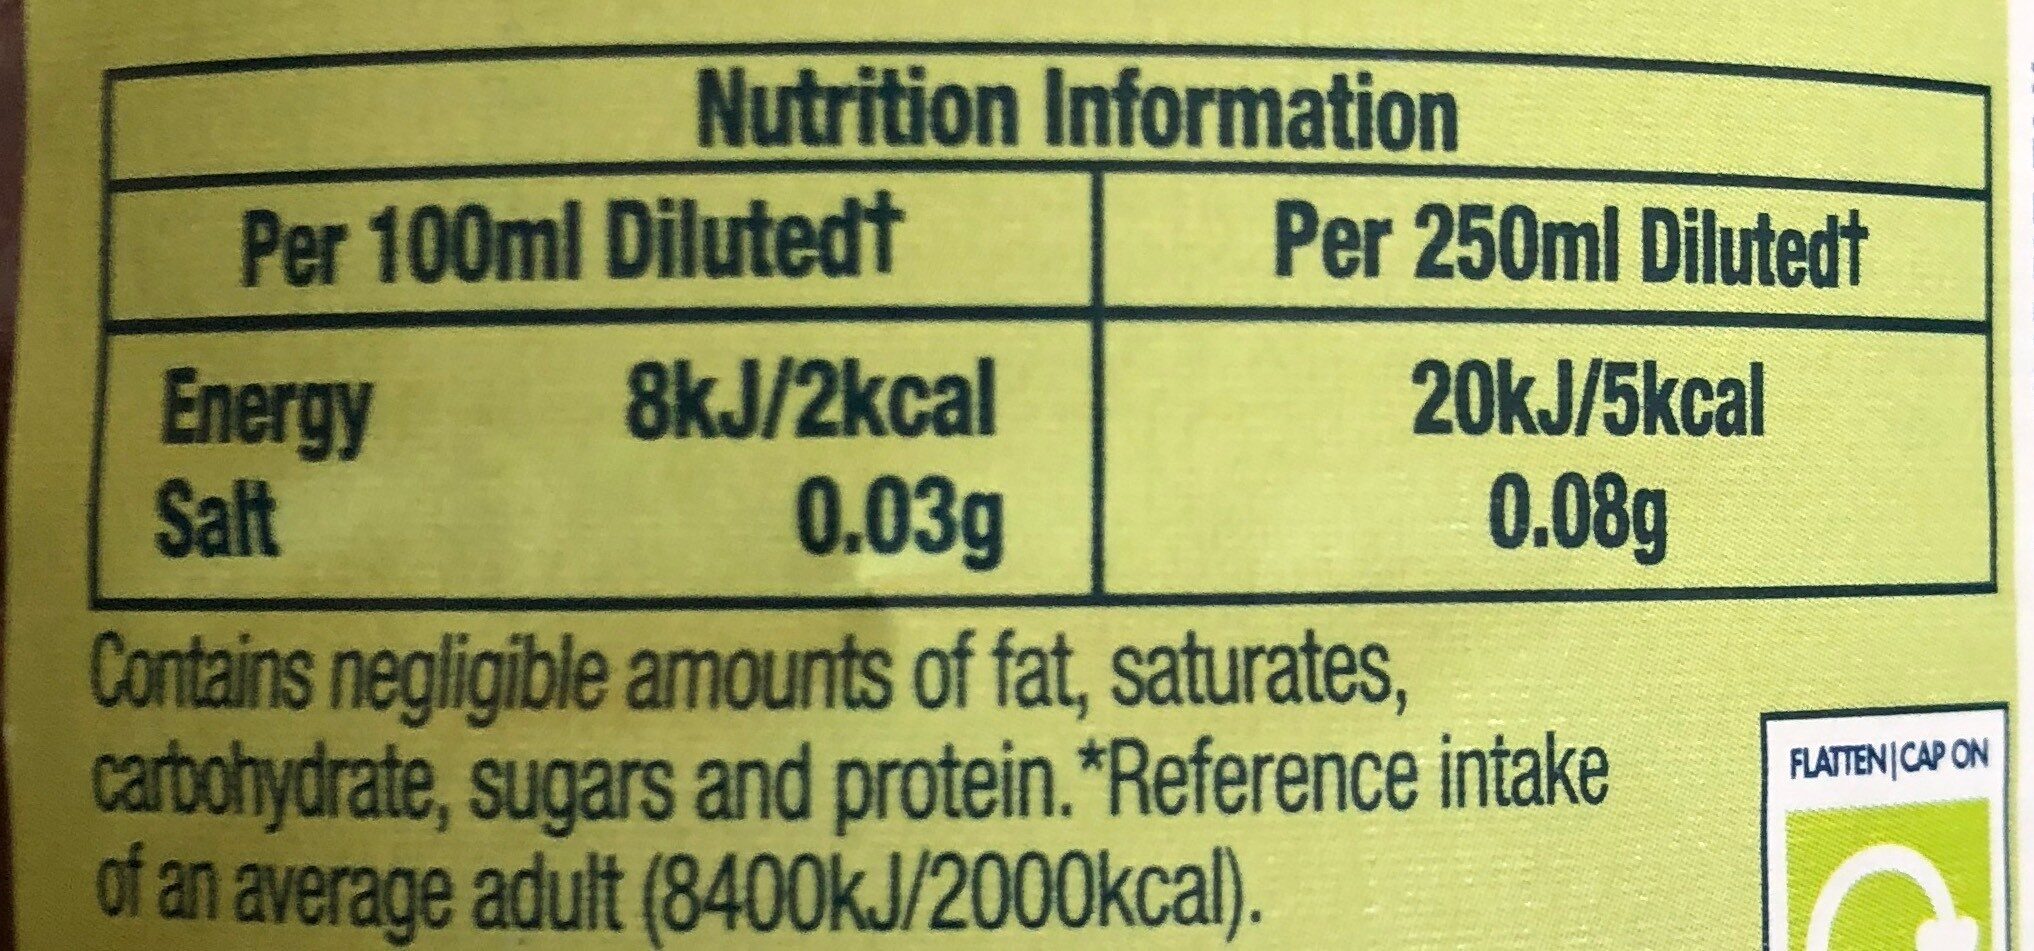 Nutrition Information
Per 100ml Diluted† Per 250ml Diluted†
Energy 8kJ/2kcal 20kJ/5kcal
Salt 0.03g 0.08g
Contains negligible amounts of fat, saturates,
carbohydrate, sugars and protein. *Reference intake
of an average adult (8400kJ/2000kcal).
FLATTEN|CAP ON